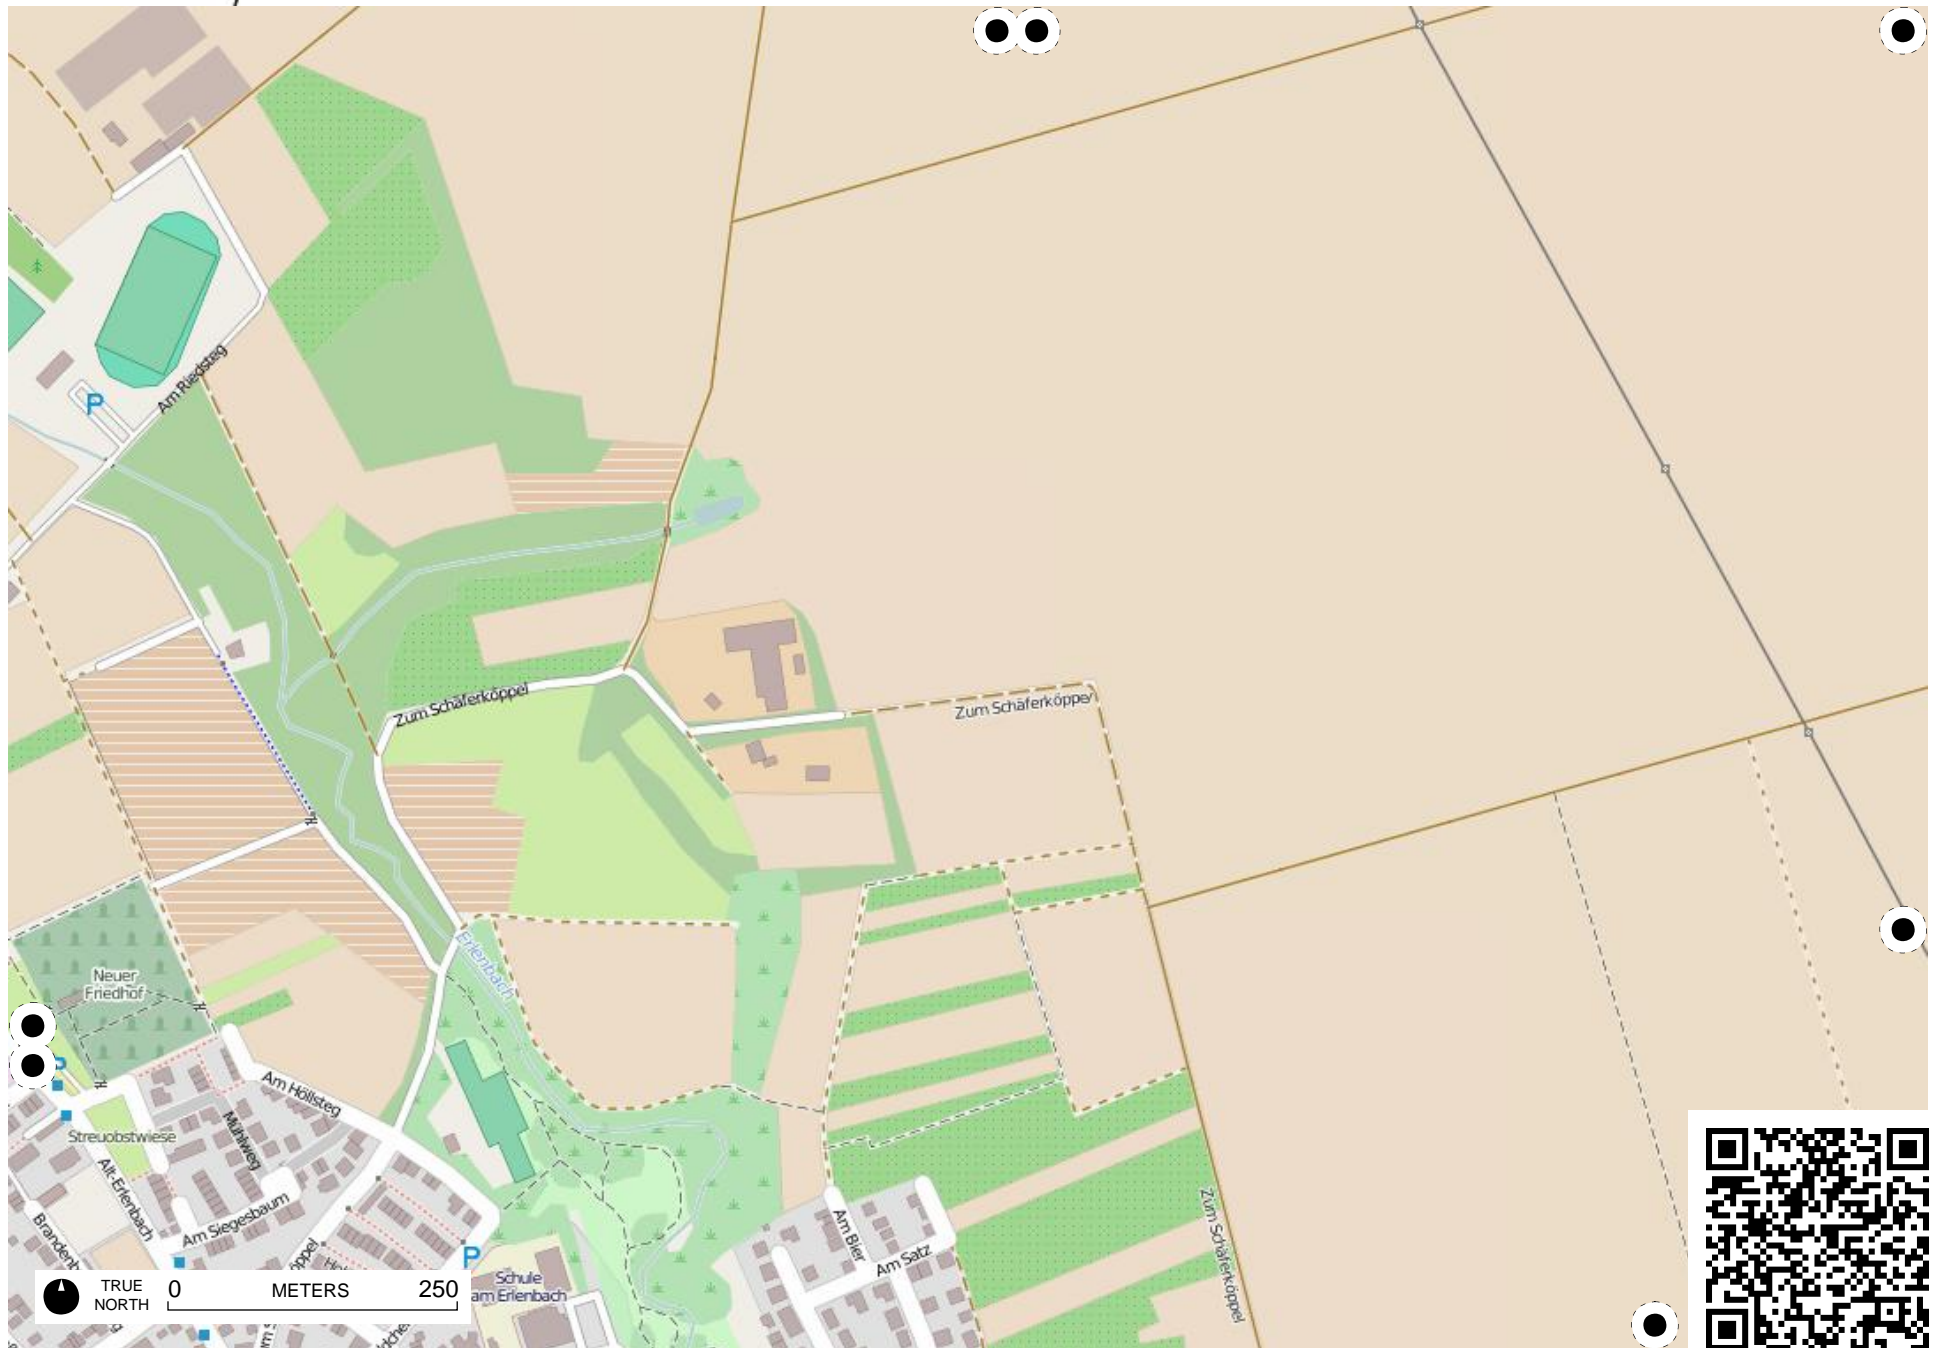 Am Riedsteg
P
Zum Schäferköppel
Zum Schäferköppel
Erlenbach
Neuer
Friedhof
P
Am Höllsteg
Mühlweg
Streuobstwiese
Alt-Erlenbach
Am Siegesbaum
Am Bier
Am Satz
Zum Schäferköppel
P
Schule
am Erlenbach
TRUE
NORTH
0 METERS 250